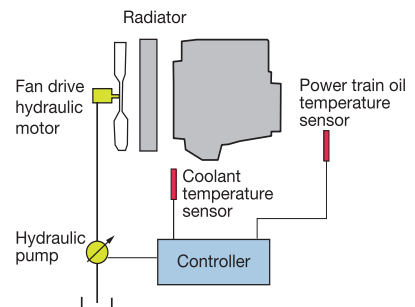 Radiator
Fan drive
hydraulic
motor
Power train oil
temperature
sensor
Coolant
temperature
sensor
Hydraulic
pump
Controller